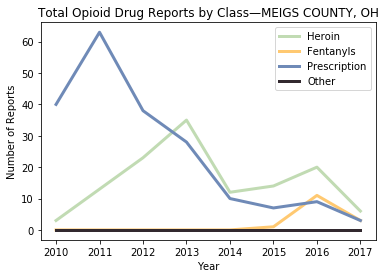 Total Opioid Drug Reports by Class—MEIGS COUNTY, OH
Heroin
Fentanyls
Prescription
Other
Number of Reports
60
50
40
30
20
10
0
2010 2011 2012 2013 2014 2015 2016 2017
Year